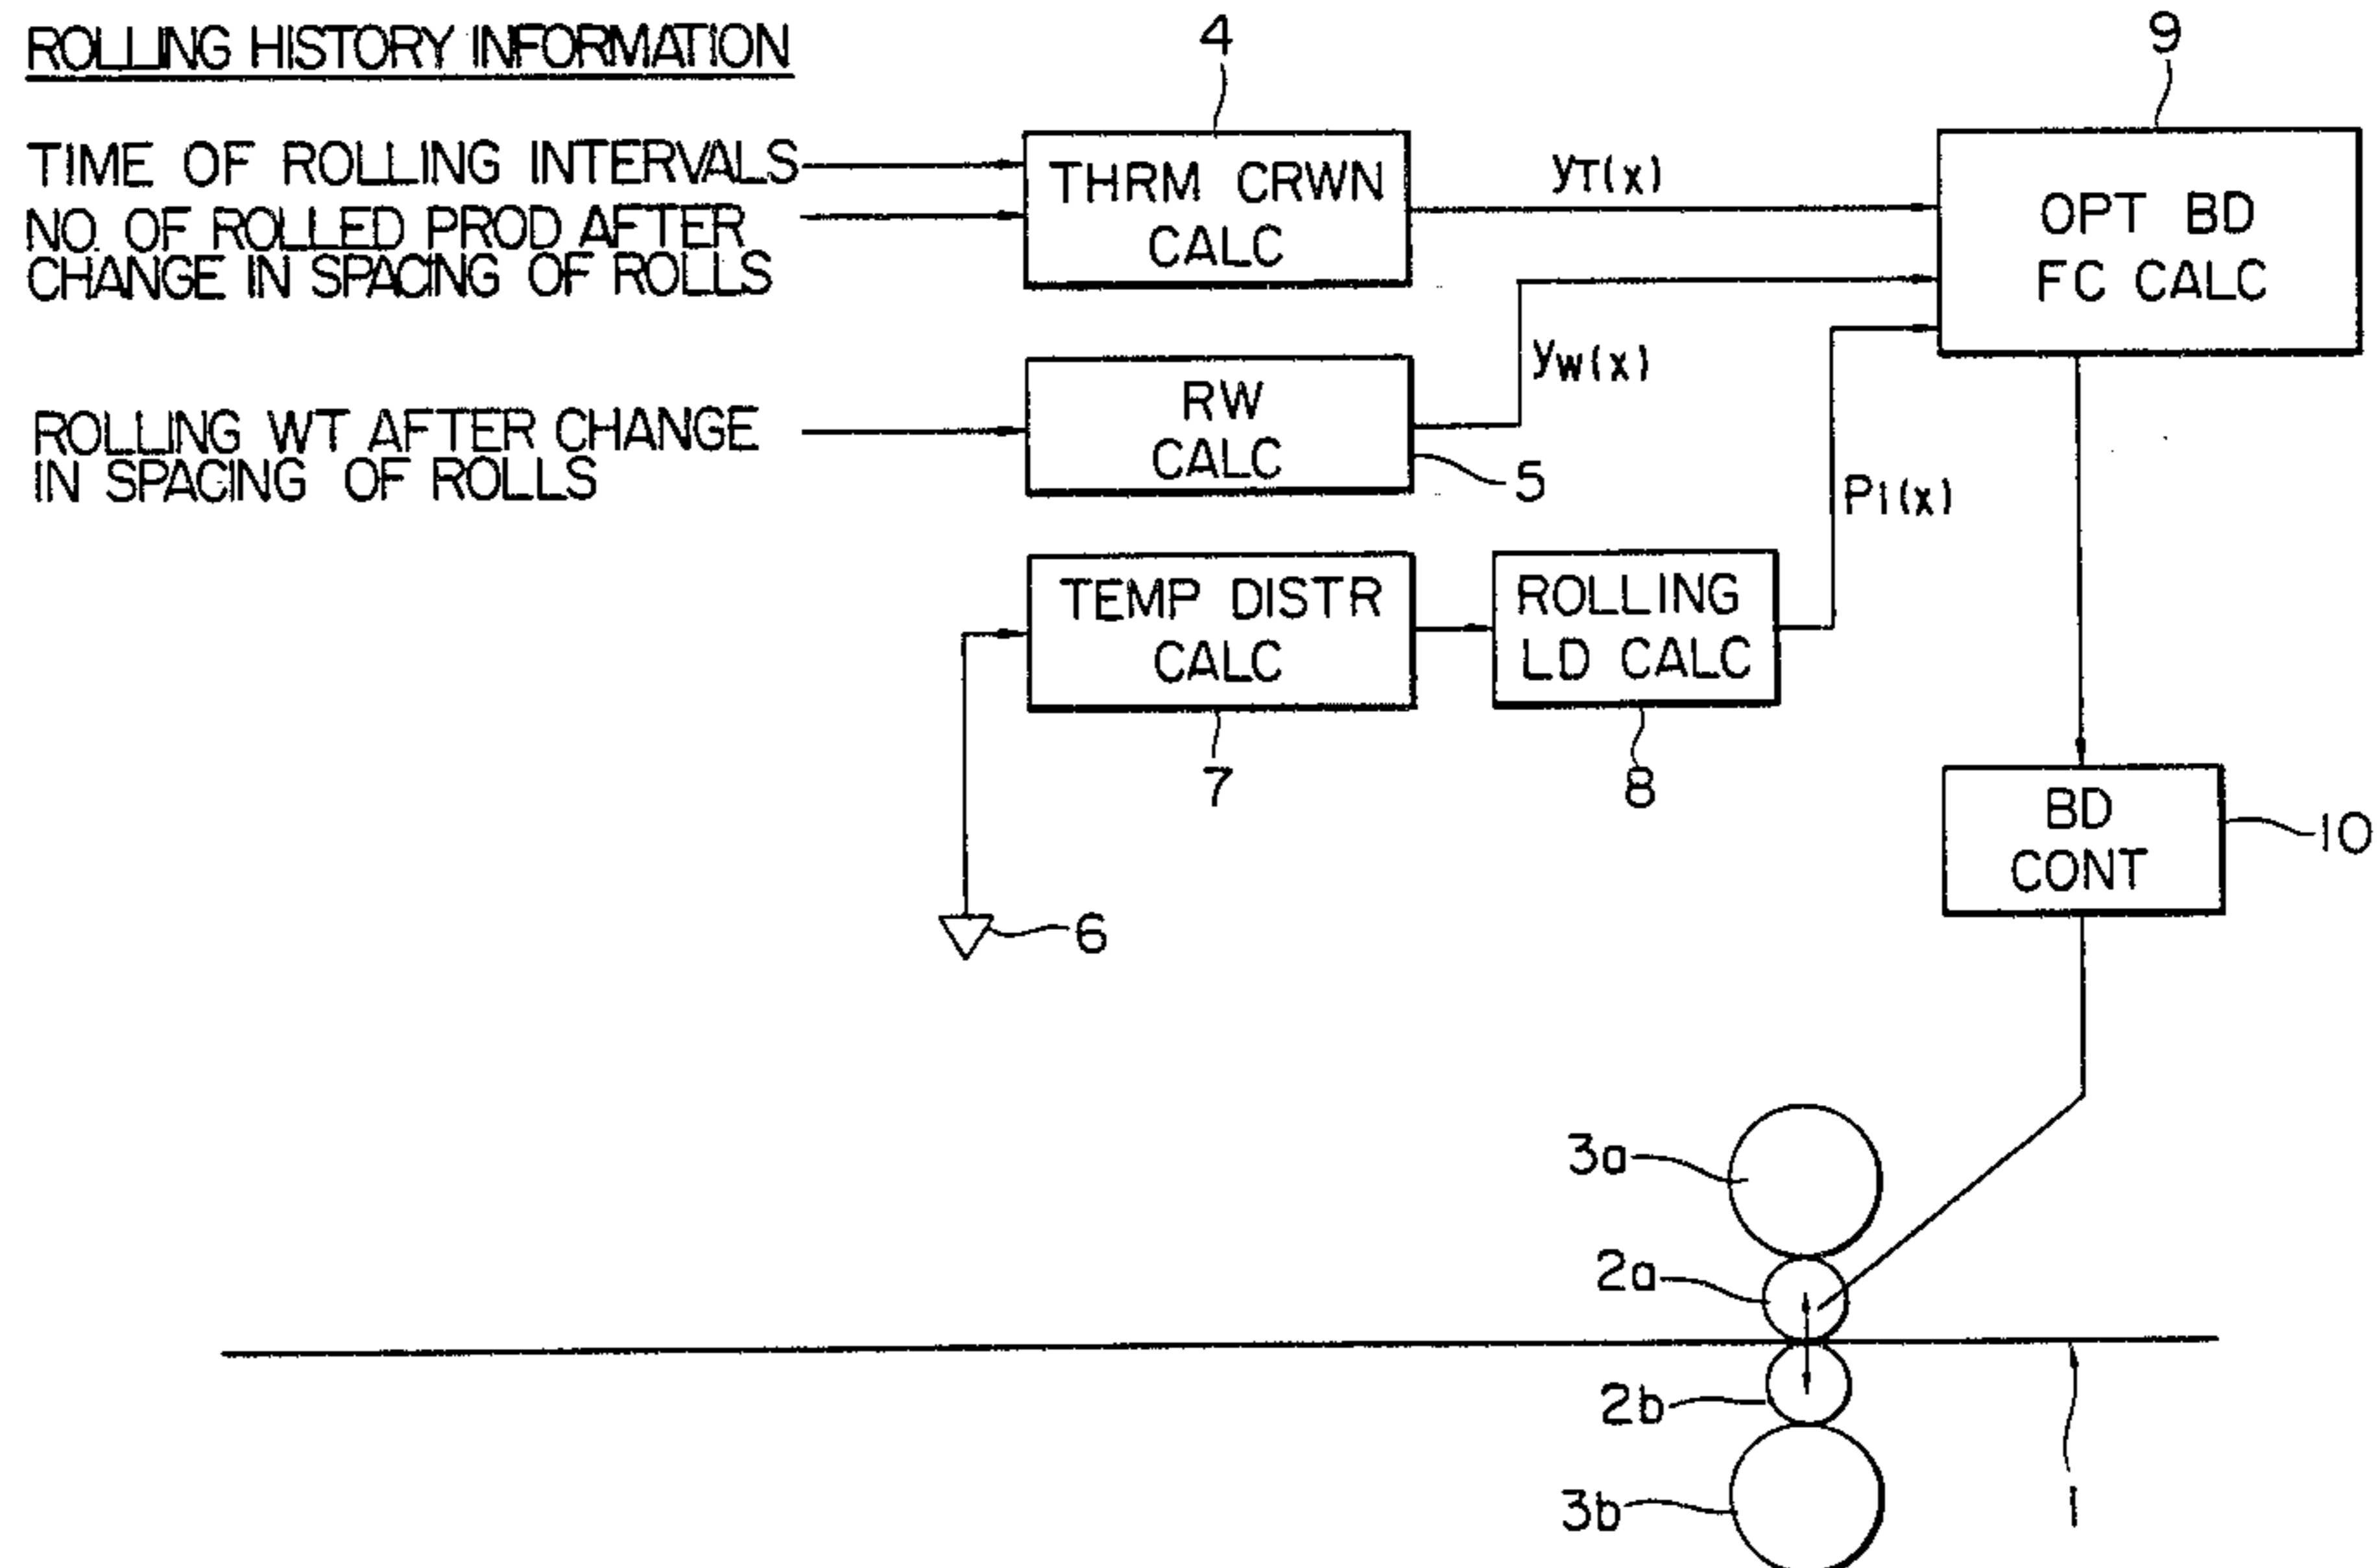 ROLLING HISTORY INFORMATION
4
9
TIME OF ROLLING INTERVALS
NO. OF ROLLED PROD AFTER
CHANGE IN SPACING OF ROLLS
THRM CRWN
CALC
yT(x)
OPT BD
FC CALC
yW(x)
ROLLING WT AFTER CHANGE
IN SPACING OF ROLLS
RW
CALC
5
P1(x)
TEMP DISTR
CALC
ROLLING
LD CALC
7
8
BD
CONT
10
6
3a
2a
2b
3b
1